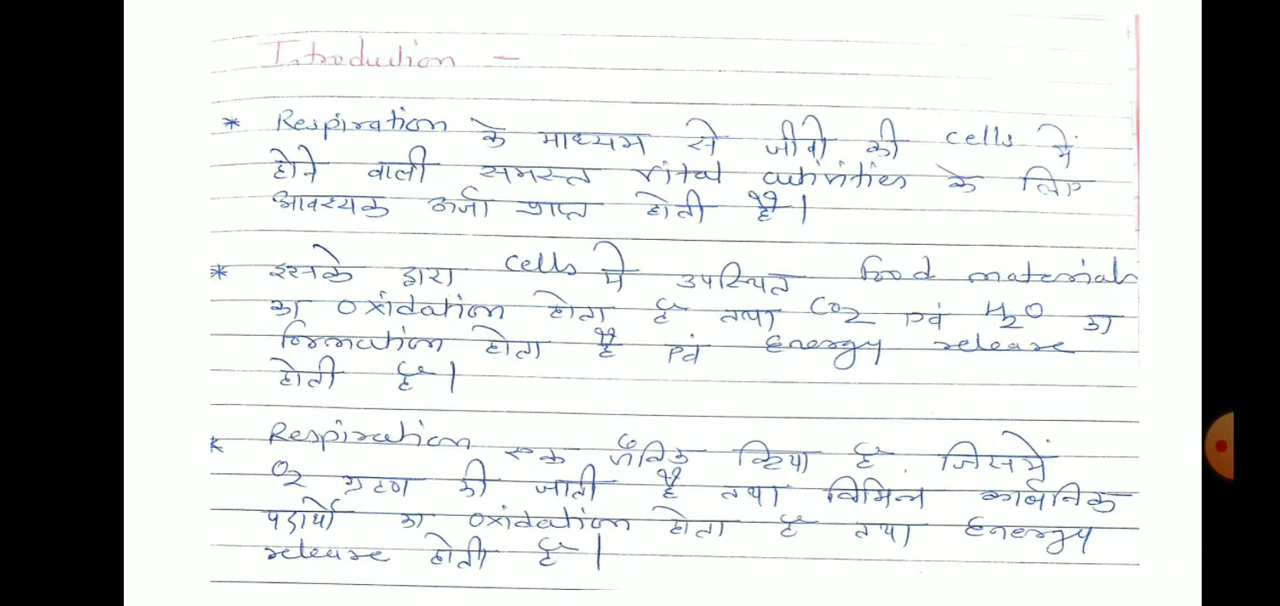 Introduction -
* Respiration के माध्यम से जीवो की cells में
होने वाली समस्त vital activities के लिए
आवश्यक ऊर्जा प्राप्त होती है।
* इसके द्वारा cells मे उपस्थित food materials
का oxidation होता है तथा CO2 एवं H2O का
formation होता है एवं Energy release
होती है।
* Respiration एक जैविक क्रिया है जिसमें
O2 ग्रहण की जाती है तथा विभिन्न कार्बनिक
पदार्थो का oxidation होता है तथा Energy
release होती है।